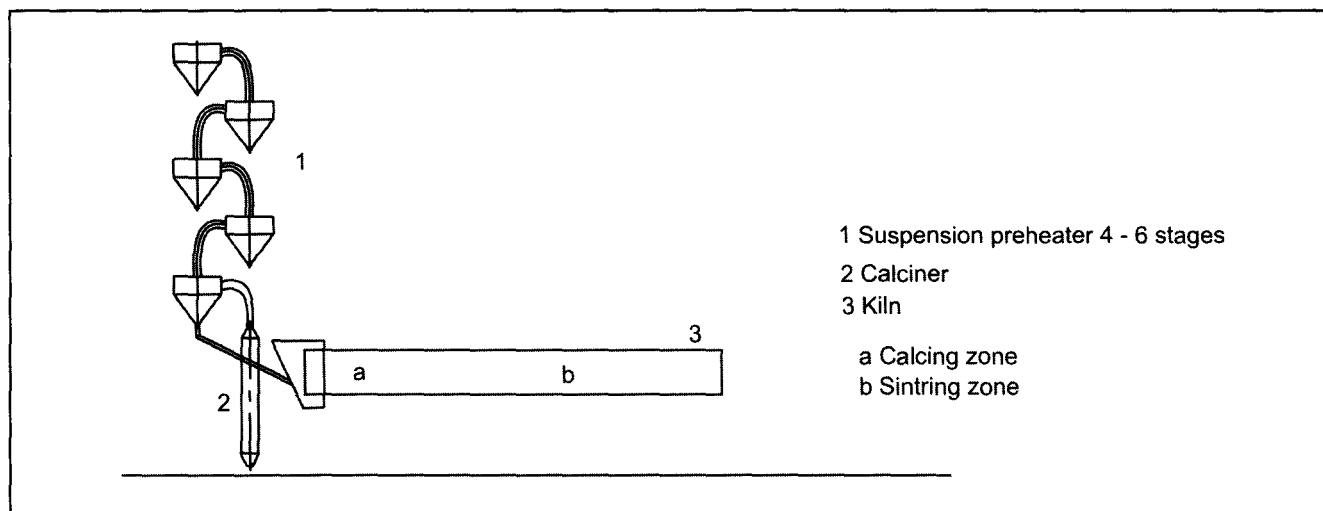 1
1 Suspension preheater 4 - 6 stages
2 Calciner
3
3 Kiln
a
b
a Calcing zone
b Sintring zone
2